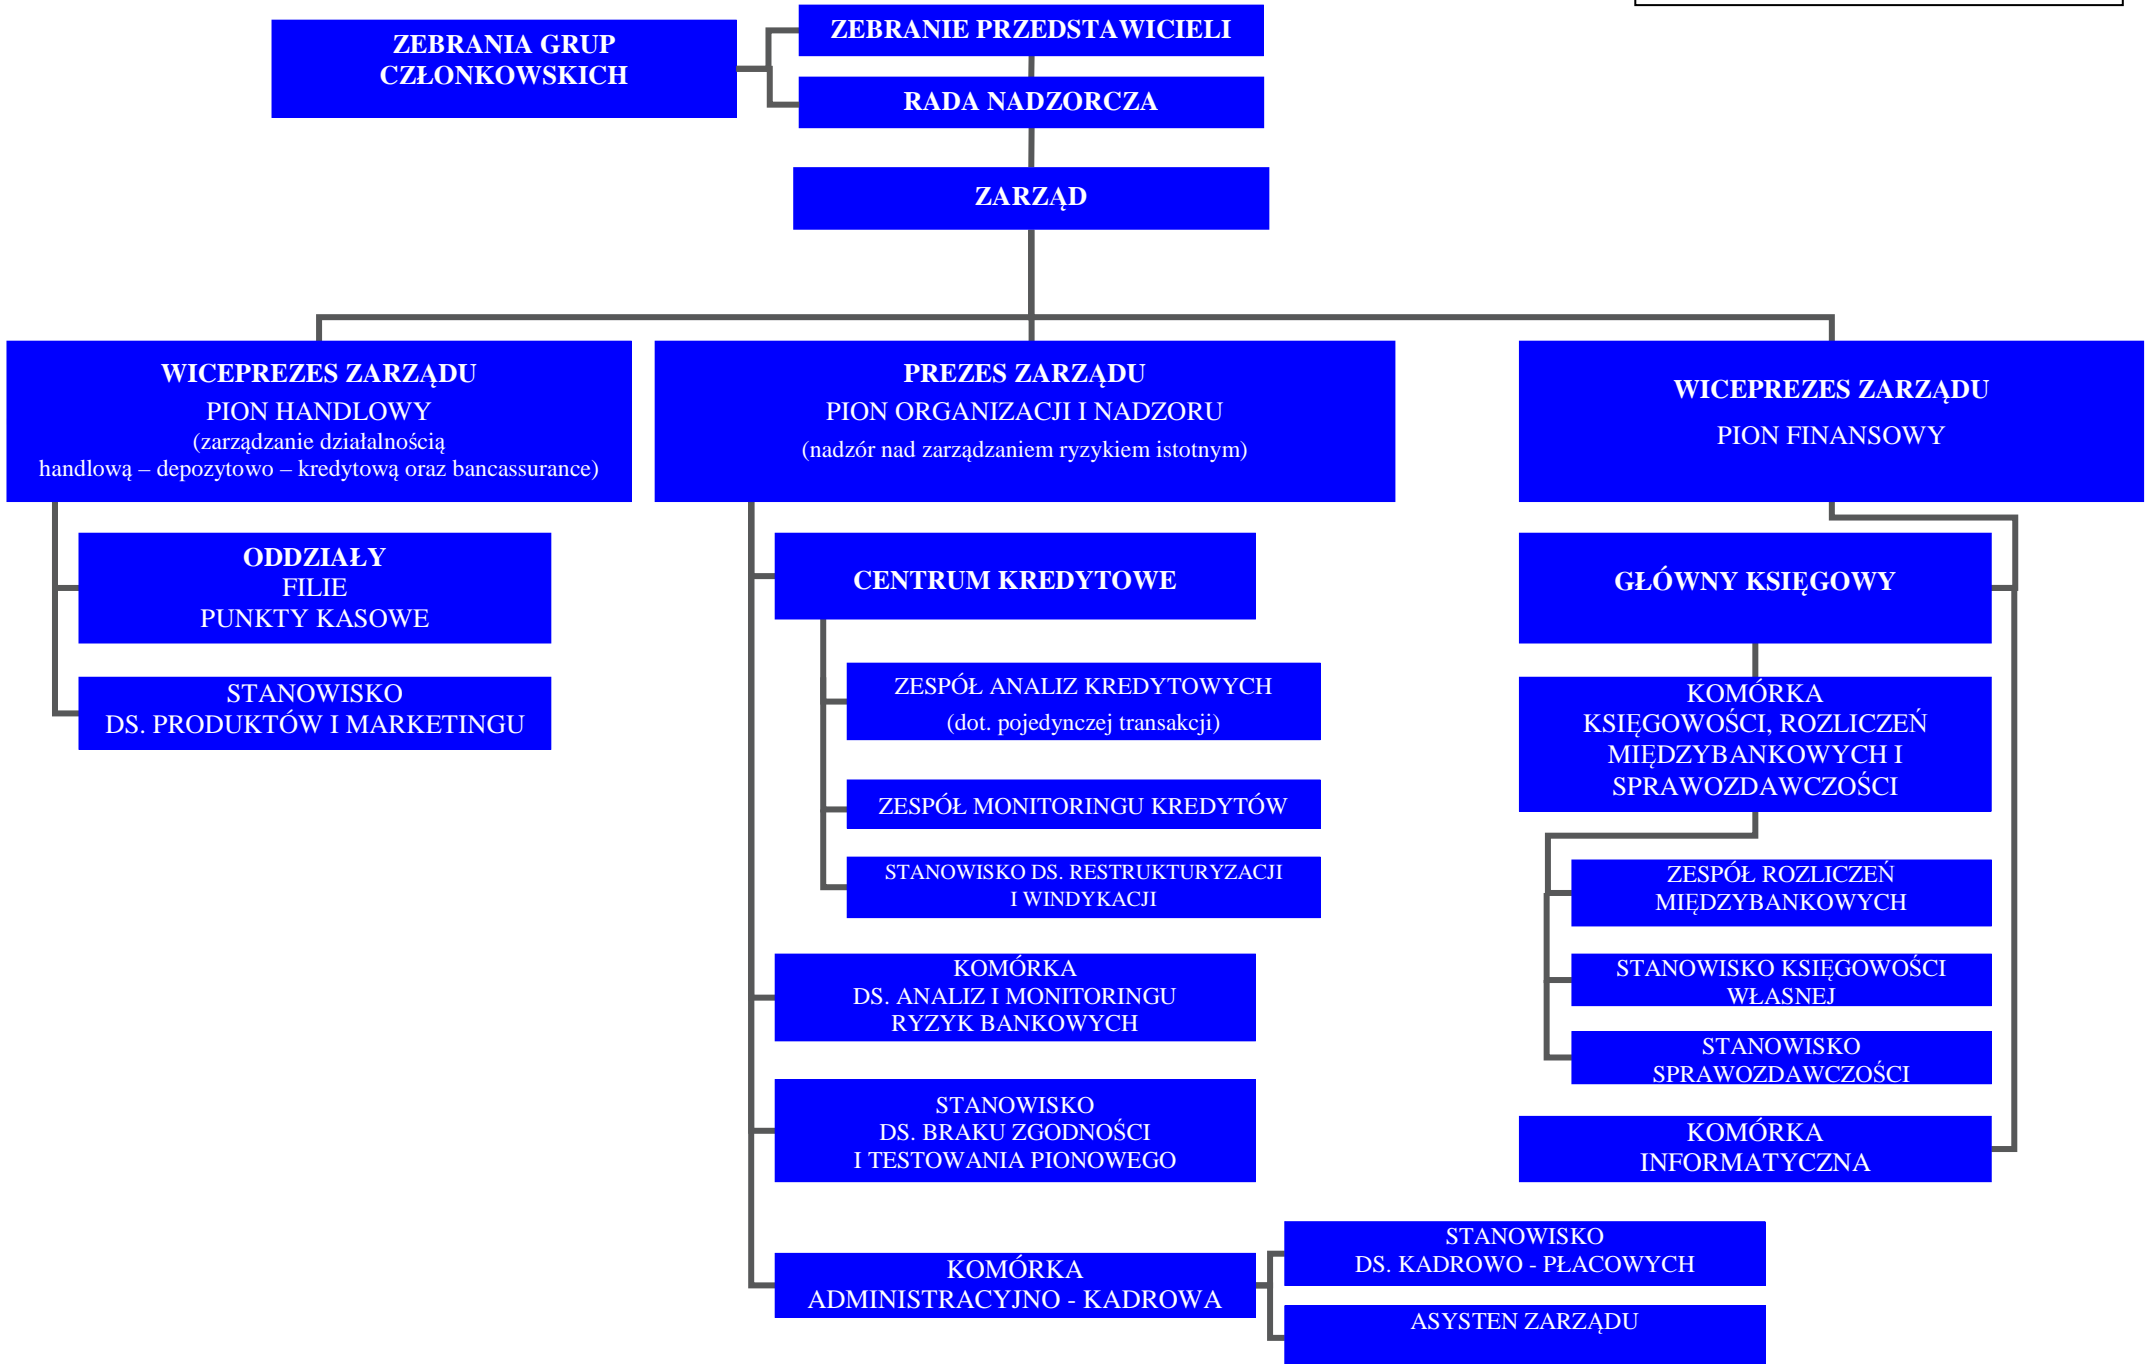 ZEBRANIA GRUP
CZŁONKOWSKICH
ZEBRANIE PRZEDSTAWICIELI
RADA NADZORCZA
ZARZĄD
WICEPREZES ZARZĄDU
PION HANDLOWY
(zarządzanie działalnością
handlową – depozytowo – kredytową oraz bancassurance)
ODDZIAŁY
FILIE
PUNKTY KASOWE
STANOWISKO
DS. PRODUKTÓW I MARKETINGU
PREZES ZARZĄDU
PION ORGANIZACJI I NADZORU
(nadzór nad zarządzaniem ryzykiem istotnym)
CENTRUM KREDYTOWE
ZESPÓŁ ANALIZ KREDYTOWYCH
(dot. pojedynczej transakcji)
ZESPÓŁ MONITORINGU KREDYTÓW
STANOWISKO DS. RESTRUKTURYZACJI
I WINDYKACJI
KOMÓRKA
DS. ANALIZ I MONITORINGU
RYZYK BANKOWYCH
STANOWISKO
DS. BRAKU ZGODNOŚCI
I TESTOWANIA PIONOWEGO
KOMÓRKA
ADMINISTRACYJNO - KADROWA
STANOWISKO
DS. KADROWO - PŁACOWYCH
ASYSTEN ZARZĄDU
WICEPREZES ZARZĄDU
PION FINANSOWY
GŁÓWNY KSIĘGOWY
KOMÓRKA
KSIĘGOWOŚCI, ROZLICZEŃ
MIĘDZYBANKOWYCH I
SPRAWOZDAWCZOŚCI
ZESPÓŁ ROZLICZEŃ
MIĘDZYBANKOWYCH
STANOWISKO KSIĘGOWOŚCI
WŁASNEJ
STANOWISKO
SPRAWOZDAWCZOŚCI
KOMÓRKA
INFORMATYCZNA